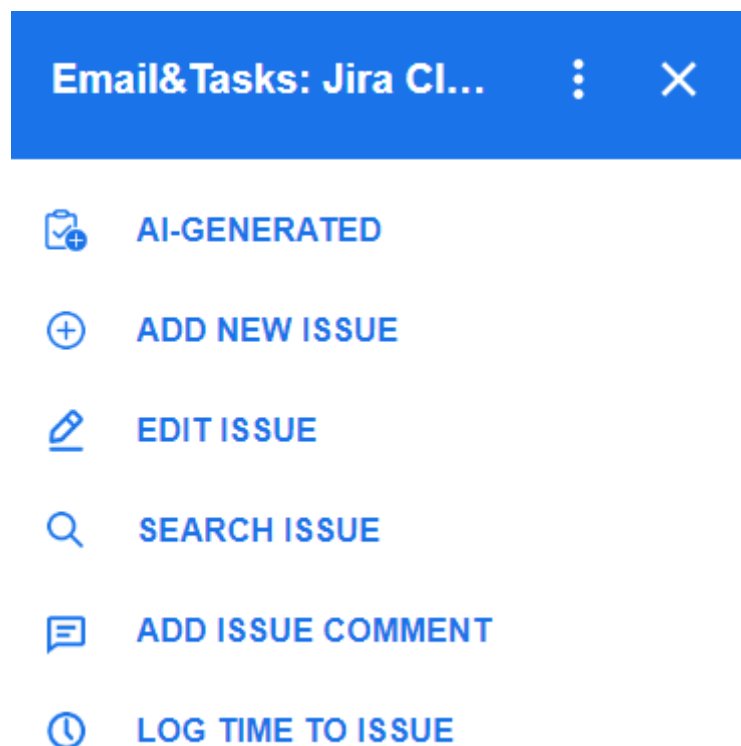 Email&Tasks: Jira Cl...
AI-GENERATED
ADD NEW ISSUE
EDIT ISSUE
SEARCH ISSUE
ADD ISSUE COMMENT
LOG TIME TO ISSUE